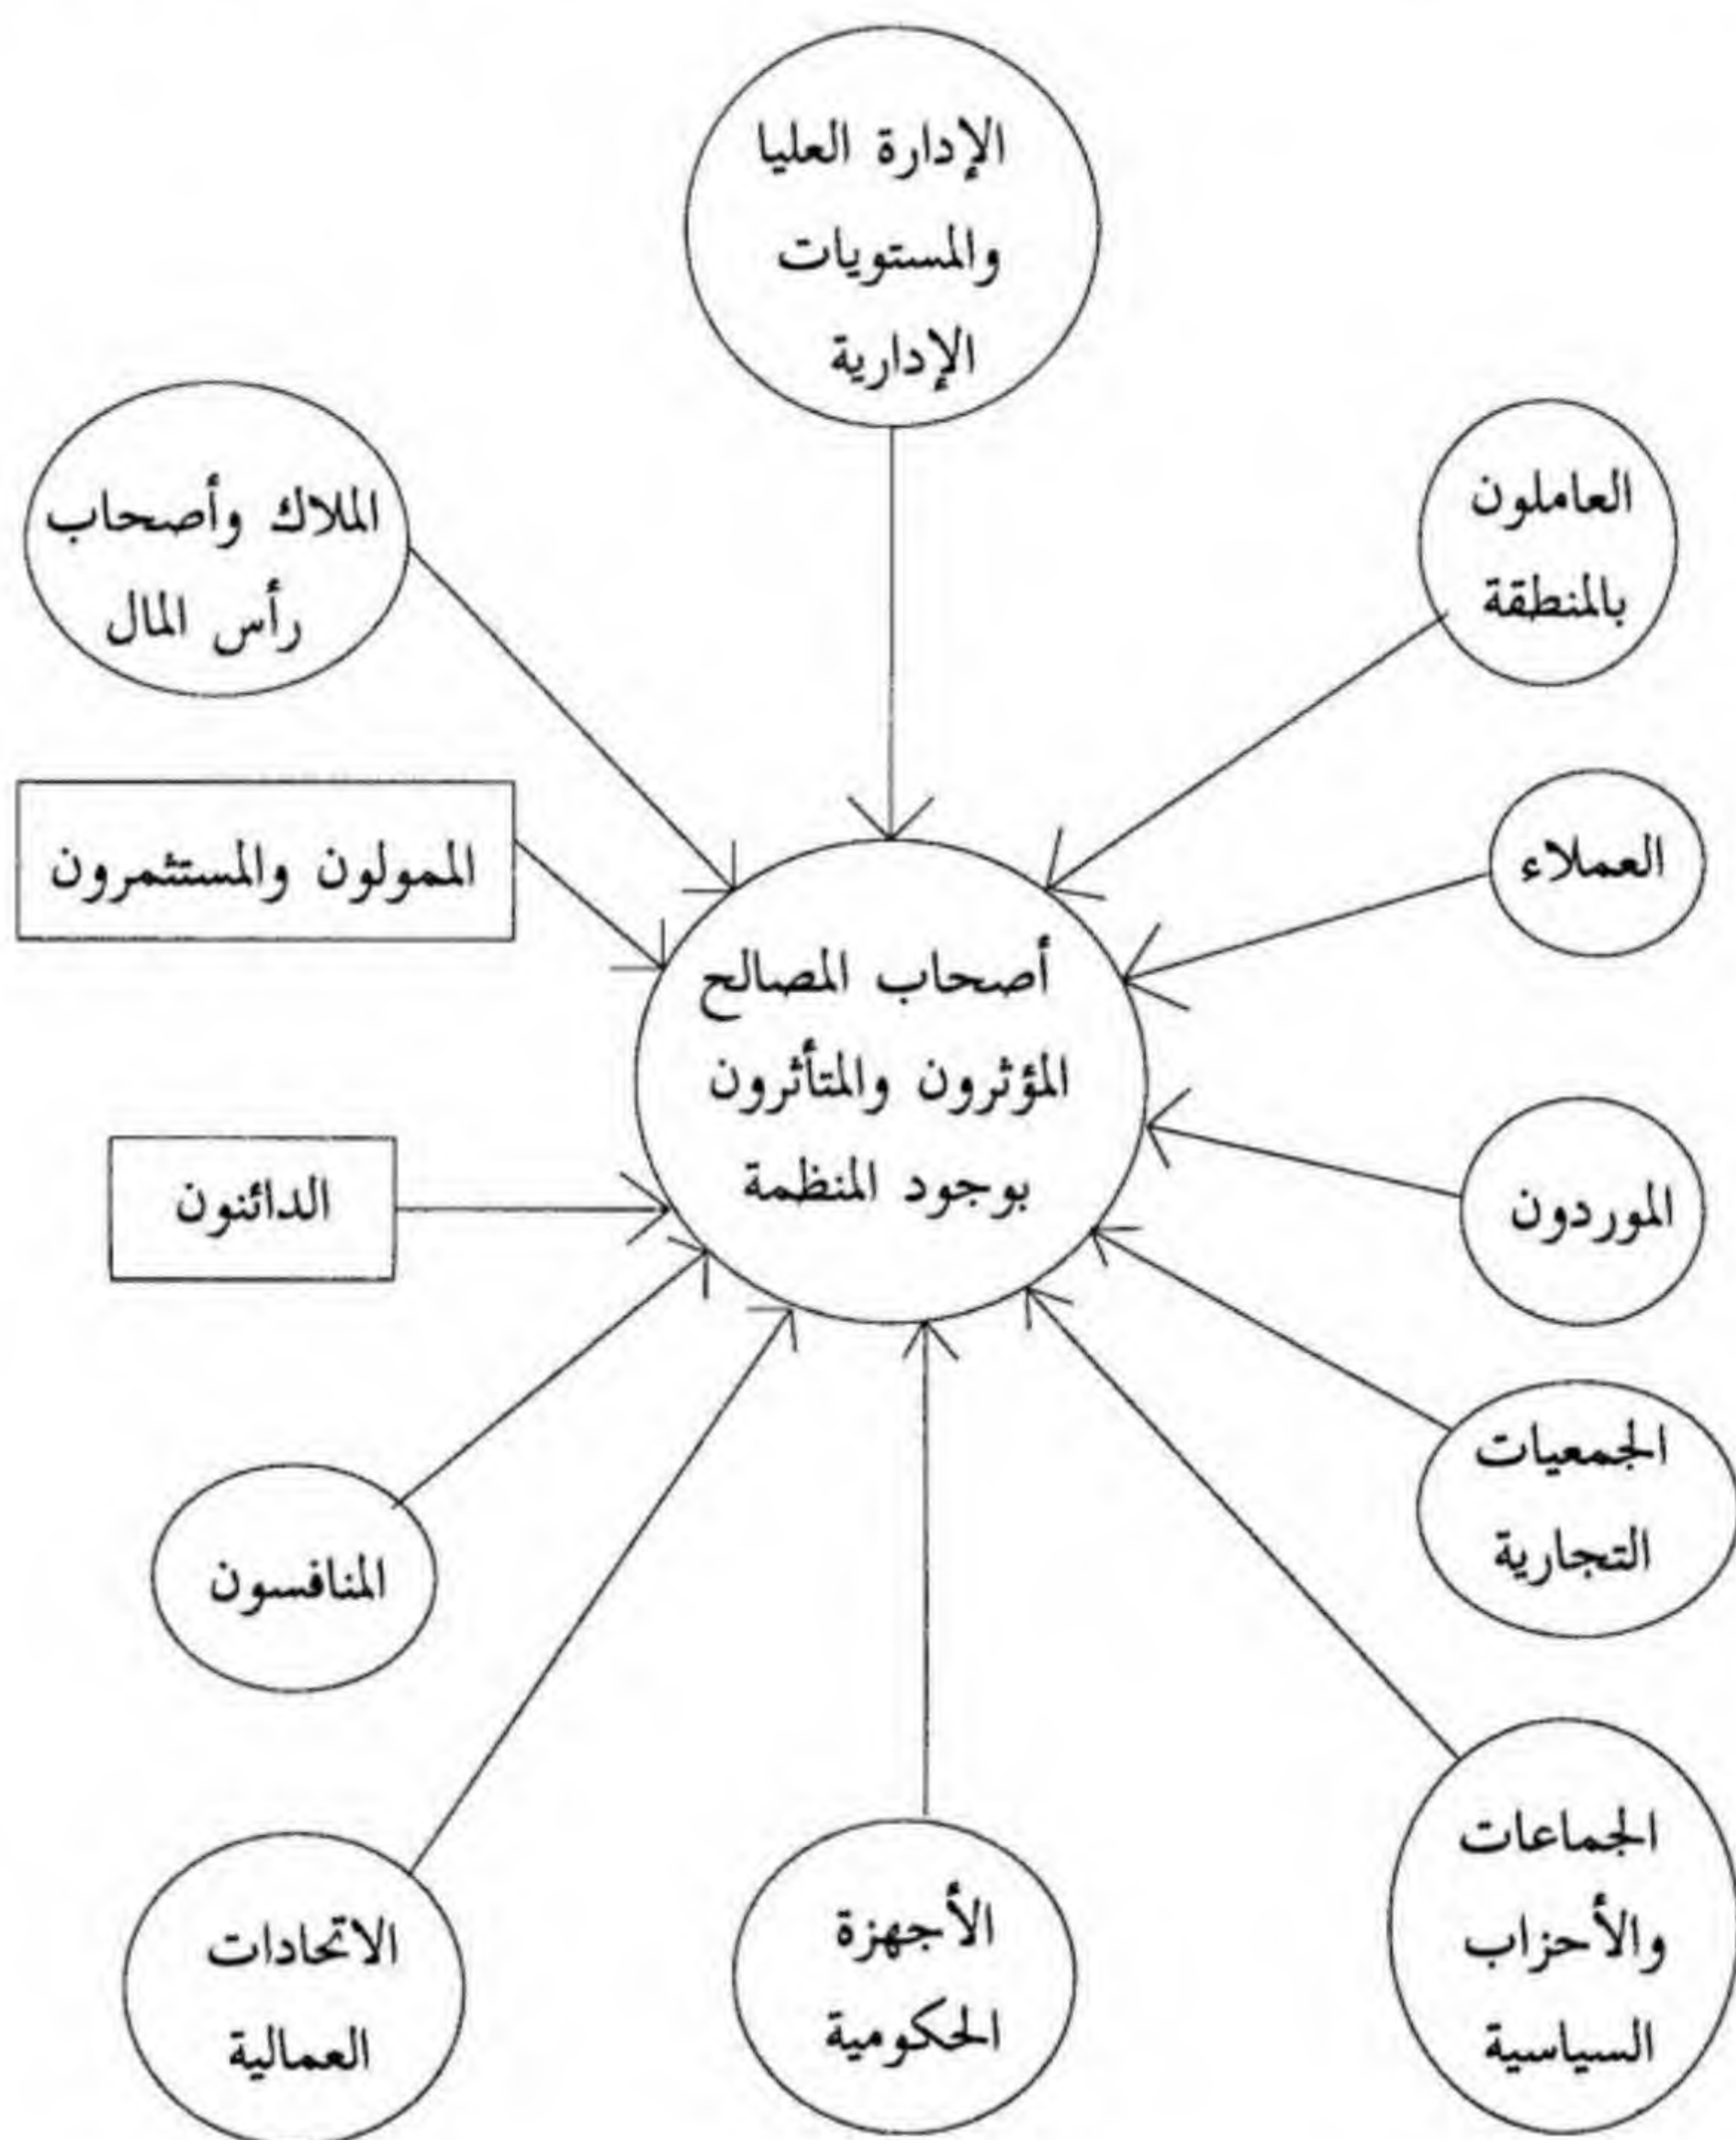 الإدارة العليا
والمستويات
الإدارية
العاملون
بالمنطقة
الملاك وأصحاب
رأس المال
العملاء
الممولون والمستثمرون
أصحاب المصالح
المؤثرون والمتأثرون
بوجود المنظمة
الموردون
الدائنون
الجمعيات
التجارية
المنافسون
الجماعات
والأحزاب
السياسية
الأجهزة
الحكومية
الاتحادات
العمالية